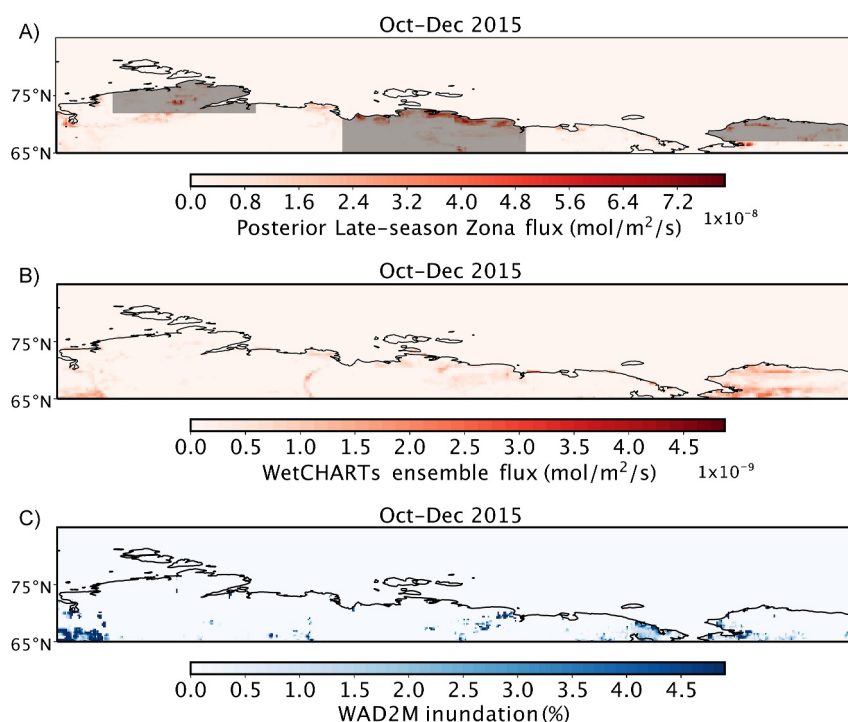 A)
Oct-Dec 2015
75°N
65°N
0.0 0.8 1.6 2.4 3.2 4.0 4.8 5.6 6.4 7.2
Posterior Late-season Zona flux (mol/m²/s) 1x10⁻⁸
B)
Oct-Dec 2015
75°N
65°N
0.0 0.5 1.0 1.5 2.0 2.5 3.0 3.5 4.0 4.5
WetCHARTs ensemble flux (mol/m²/s) 1x10⁻⁹
C)
Oct-Dec 2015
75°N
65°N
0.0 0.5 1.0 1.5 2.0 2.5 3.0 3.5 4.0 4.5
WAD2M inundation (%)